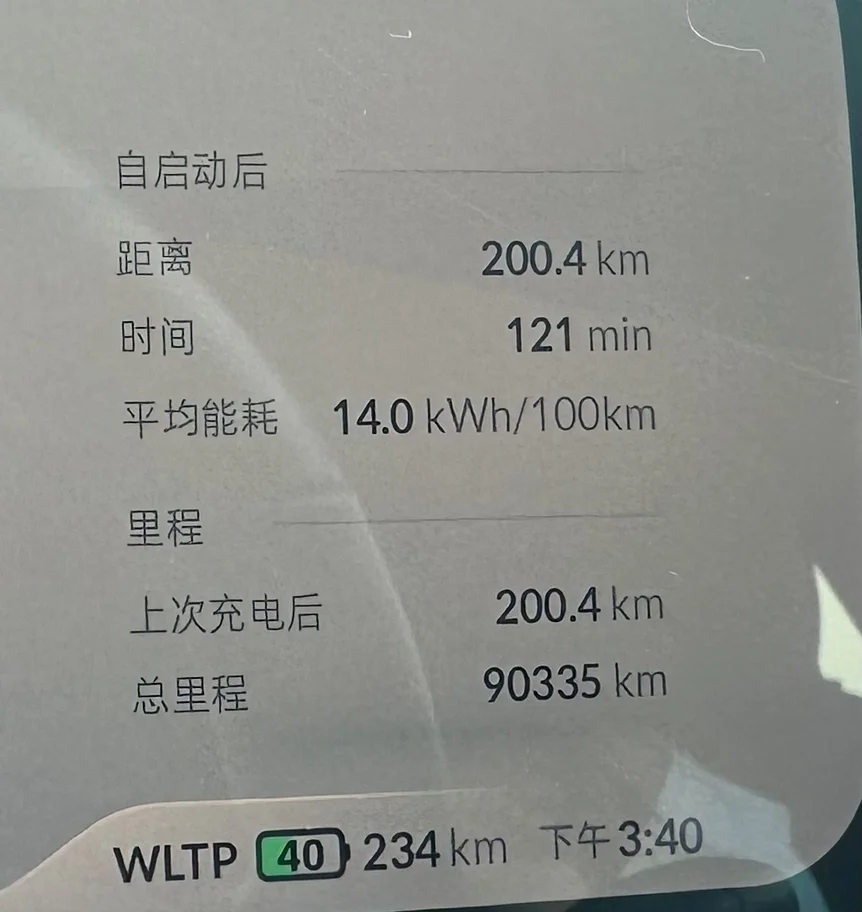 自启动后
距离 200.4 km
时间 121 min
平均能耗 14.0 kWh/100km
里程
上次充电后 200.4 km
总里程 90335 km
WLTP 40 234 km 下午 3:40